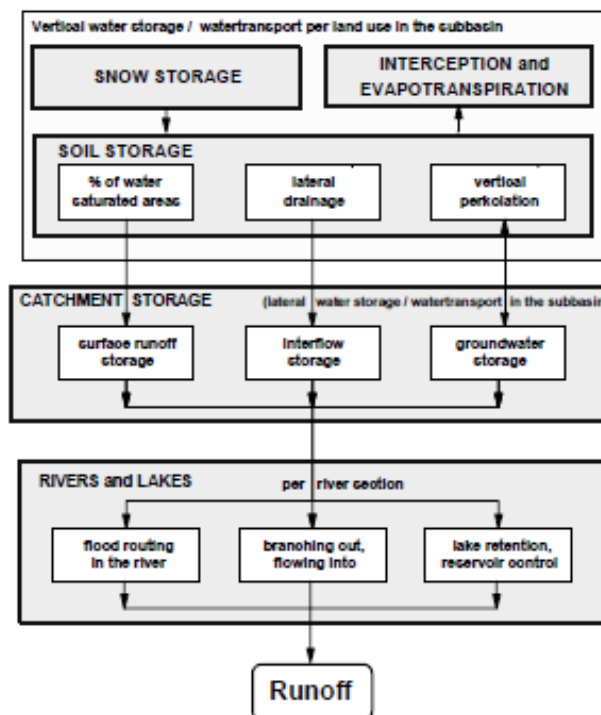 Vertical water storage / watertransport per land use in the subbasin
SNOW STORAGE
INTERCEPTION and
EVAPOTRANSPIRATION
SOIL STORAGE
% of water
saturated areas
lateral
drainage
vertical
perkolation
CATCHMENT STORAGE
(lateral water storage / watertransport in the subbasin
surface runoff
storage
interflow
storage
groundwater
storage
RIVERS and LAKES
per river section
flood routing
in the river
branching out,
flowing into
lake retention,
reservoir control
Runoff